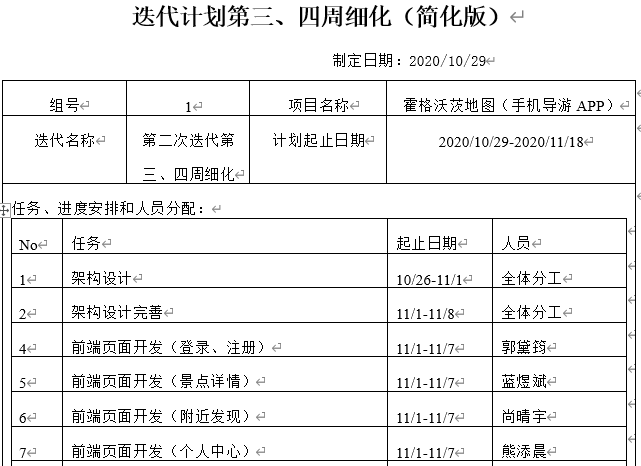 迭代计划第三、四周细化（简化版）
制定日期：2020/10/29
组号 1 项目名称 霍格沃茨地图（手机导游 APP）
迭代名称 第二次迭代第三、四周细化 计划起止日期 2020/10/29-2020/11/18
任务、进度安排和人员分配：
No 任务 起止日期 人员
1 架构设计 10/26-11/1 全体分工
2 架构设计完善 11/1-11/8 全体分工
4 前端页面开发（登录、注册） 11/1-11/7 郭黛筠
5 前端页面开发（景点详情） 11/1-11/7 蓝煜斌
6 前端页面开发（附近发现） 11/1-11/7 尚晴宇
7 前端页面开发（个人中心） 11/1-11/7 熊添晨